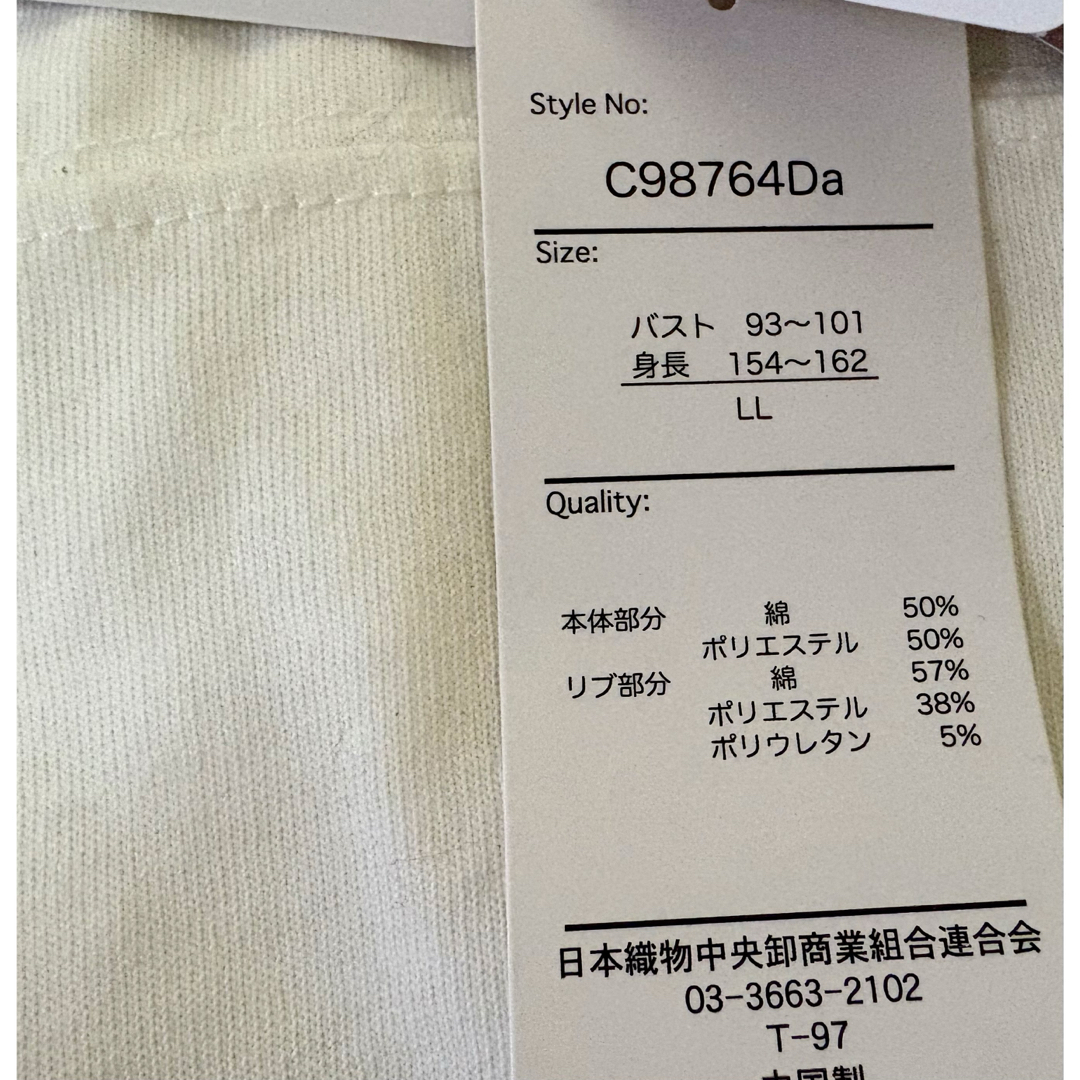 Style No:
C98764Da
Size:
バスト 93〜101
身長 154〜162
LL
Quality:
本体部分 綿 50%
ポリエステル 50%
リブ部分 綿 57%
ポリエステル 38%
ポリウレタン 5%
日本織物中央卸商業組合連合会
03-3663-2102
T-97
中国製